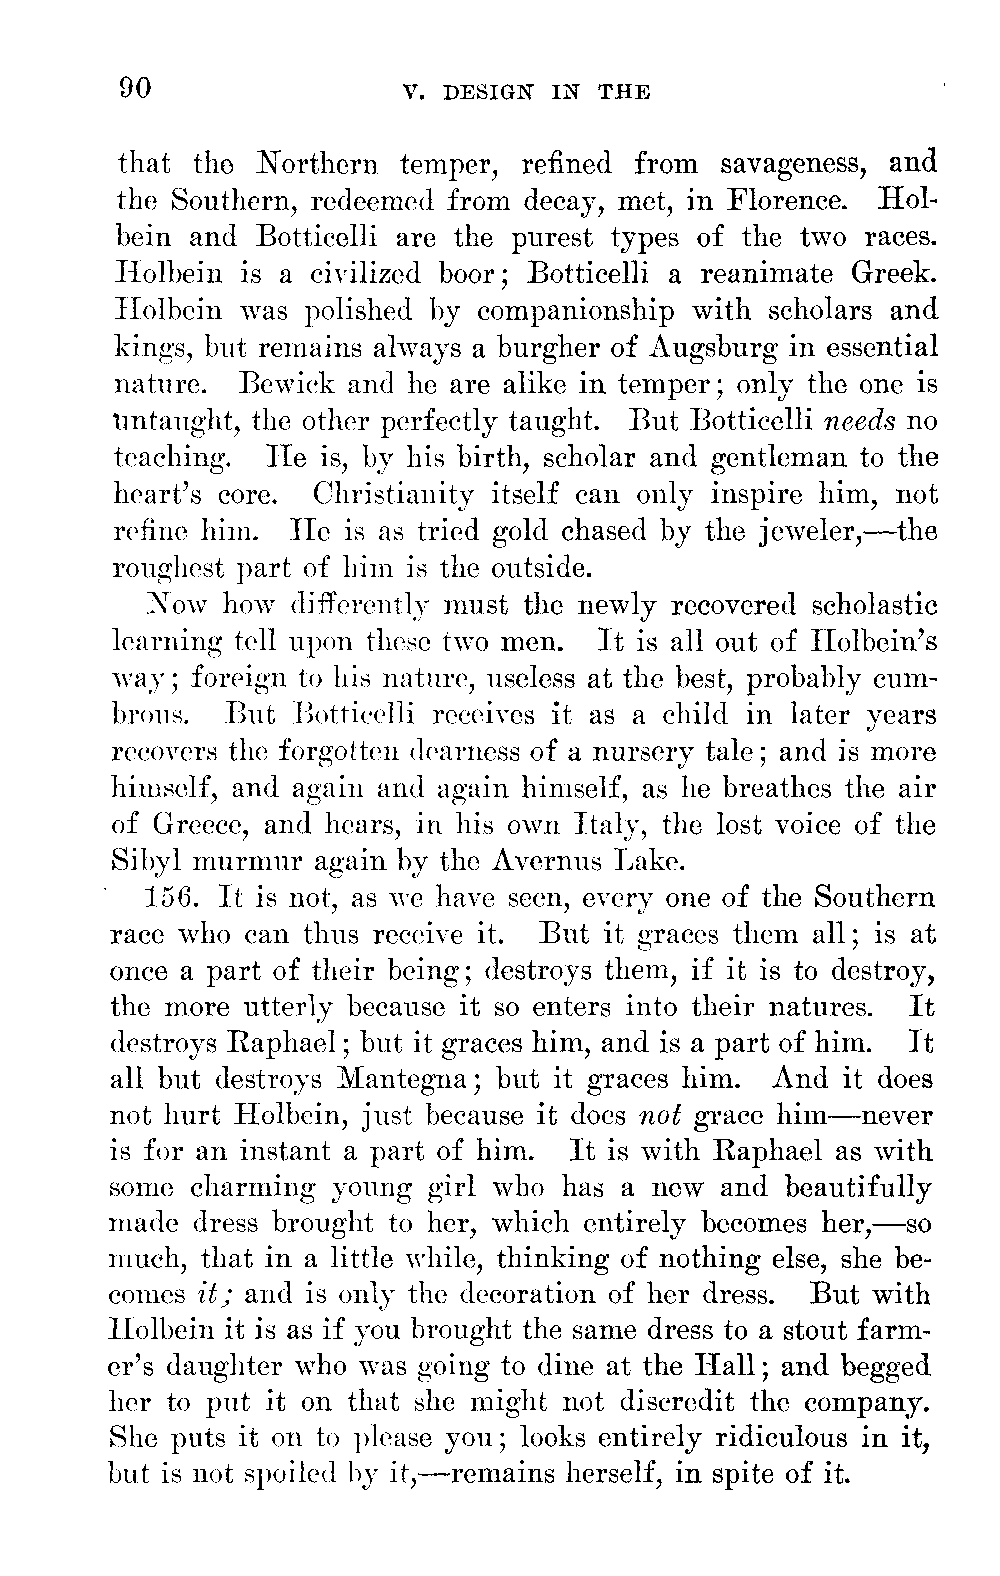 90 V. DESIGN IN THE
that the Northern temper, refined from savageness, and
the Southern, redeemed from decay, met, in Florence. Hol-
bein and Botticelli are the purest types of the two races.
Holbein is a civilized boor; Botticelli a reanimate Greek.
Holbein was polished by companionship with scholars and
kings, but remains always a burgher of Augsburg in essential
nature. Bewick and he are alike in temper; only the one is
untaught, the other perfectly taught. But Botticelli needs no
teaching. He is, by his birth, scholar and gentleman to the
heart's core. Christianity itself can only inspire him, not
refine him. He is as tried gold chased by the jeweler,—the
roughest part of him is the outside.
Now how differently must the newly recovered scholastic
learning tell upon these two men. It is all out of Holbein's
way; foreign to his nature, useless at the best, probably cum-
brous. But Botticelli receives it as a child in later years
recovers the forgotten dearness of a nursery tale; and is more
himself, and again and again himself, as he breathes the air
of Greece, and hears, in his own Italy, the lost voice of the
Sibyl murmur again by the Avernus Lake.
156. It is not, as we have seen, every one of the Southern
race who can thus receive it. But it graces them all; is at
once a part of their being; destroys them, if it is to destroy,
the more utterly because it so enters into their natures. It
destroys Raphael; but it graces him, and is a part of him. It
all but destroys Mantegna; but it graces him. And it does
not hurt Holbein, just because it does not grace him—never
is for an instant a part of him. It is with Raphael as with
some charming young girl who has a new and beautifully
made dress brought to her, which entirely becomes her,—so
much, that in a little while, thinking of nothing else, she be-
comes it; and is only the decoration of her dress. But with
Holbein it is as if you brought the same dress to a stout farm-
er's daughter who was going to dine at the Hall; and begged
her to put it on that she might not discredit the company.
She puts it on to please you; looks entirely ridiculous in it,
but is not spoiled by it,—remains herself, in spite of it.